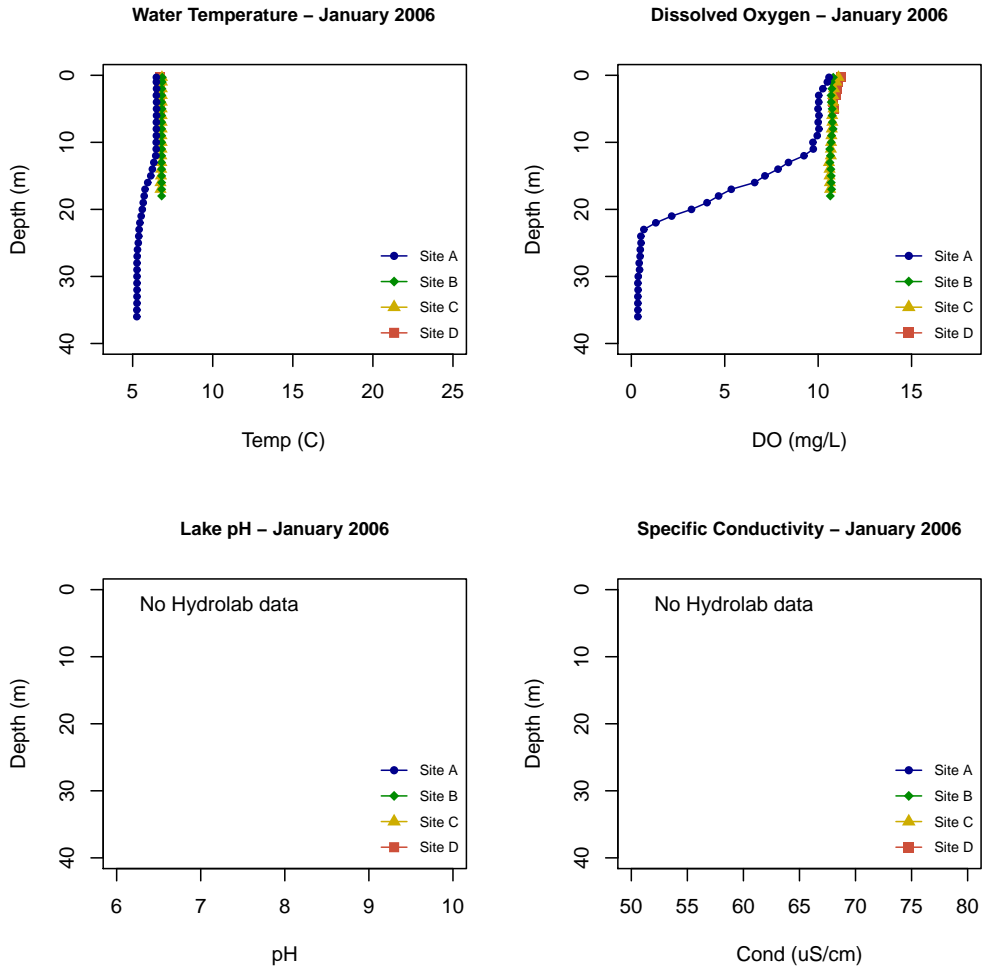 Water Temperature – January 2006
0
10
20
30
40
Depth (m)
Site A
Site B
Site C
Site D
5
10
15
20
25
Temp (C)
Dissolved Oxygen – January 2006
0
10
20
30
40
Depth (m)
Site A
Site B
Site C
Site D
0
5
10
15
DO (mg/L)
Lake pH – January 2006
No Hydrolab data
0
10
20
30
40
Depth (m)
Site A
Site B
Site C
Site D
6
7
8
9
10
pH
Specific Conductivity – January 2006
No Hydrolab data
0
10
20
30
40
Depth (m)
Site A
Site B
Site C
Site D
50
55
60
65
70
75
80
Cond (uS/cm)